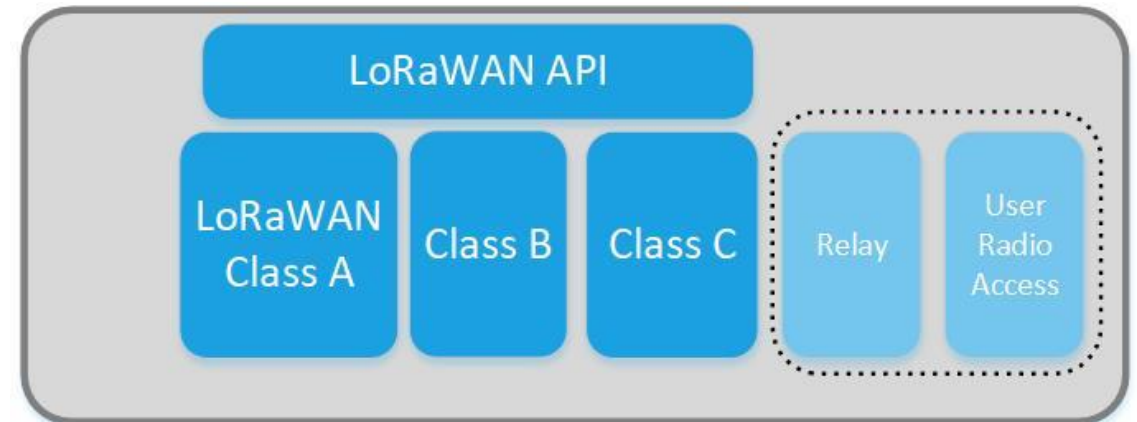 LoRaWAN API
LoRaWAN
Class A
Class B
Class C
Relay
User
Radio
Access